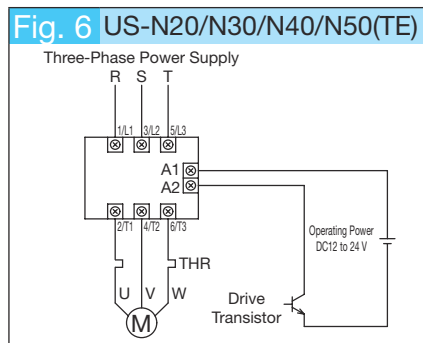 Fig. 6 US-N20/N30/N40/N50(TE)
Three-Phase Power Supply
R S T
1/L1 3/L2 5/L3
A1
A2
2/T1 4/T2 6/T3
Operating Power
DC12 to 24 V
THR
U V W
Drive
Transistor
M